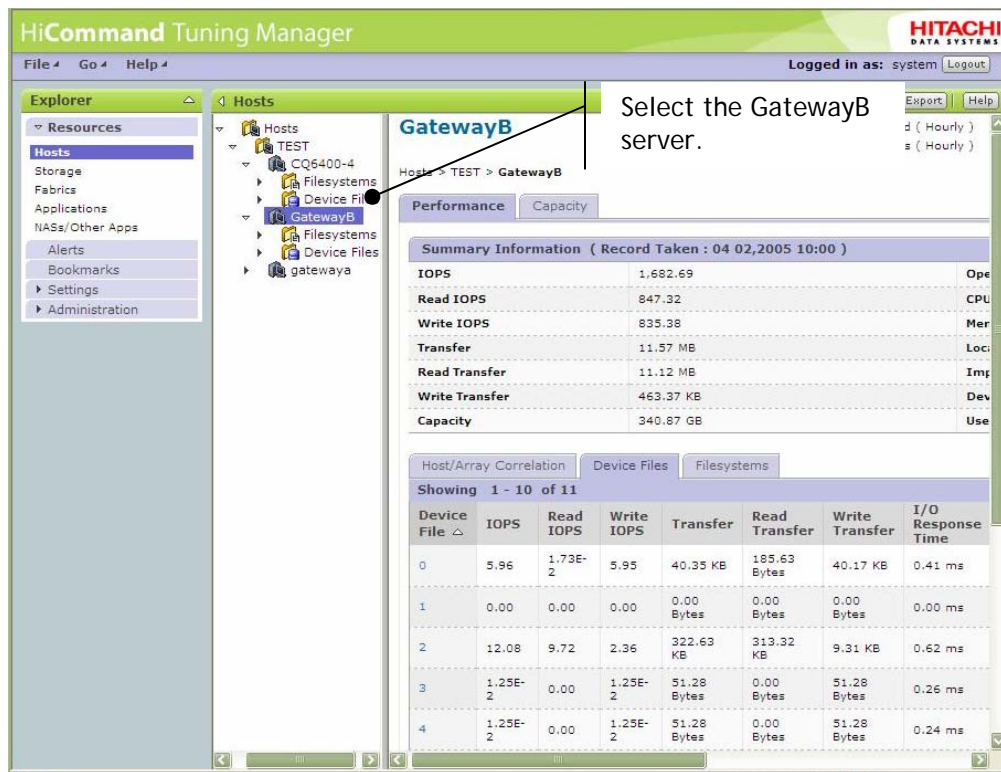 HiCommand Tuning Manager
HITACHI
DATA SYSTEMS
File Go Help
Logged in as: system Logout
Explorer
Resources
Hosts
Storage
Fabrics
Applications
NASs/Other Apps
Alerts
Bookmarks
Settings
Administration
Hosts
Export Help
Hosts
TEST
CQ6400-4
Filesystems
Device Fil
GatewayB
Filesystems
Device Files
gatewaya
Select the GatewayB
server.
GatewayB
d ( Hourly )
s ( Hourly )
Hosts > TEST > GatewayB
Performance Capacity
Summary Information ( Record Taken : 04 02,2005 10:00 )
IOPS 1,682.69 Ope
Read IOPS 847.32 CPU
Write IOPS 835.38 Mer
Transfer 11.57 MB Loc
Read Transfer 11.12 MB Imp
Write Transfer 463.37 KB Dev
Capacity 340.87 GB Use
Host/Array Correlation Device Files Filesystems
Showing 1 - 10 of 11
Device File IOPS Read IOPS Write IOPS Transfer Read Transfer Write Transfer I/O Response Time
0 5.96 1.73E-2 5.95 40.35 KB 185.63 Bytes 40.17 KB 0.41 ms
1 0.00 0.00 0.00 0.00 Bytes 0.00 Bytes 0.00 Bytes 0.00 ms
2 12.08 9.72 2.36 322.63 KB 313.32 KB 9.31 KB 0.62 ms
3 1.25E-2 0.00 1.25E-2 51.28 Bytes 0.00 Bytes 51.28 Bytes 0.26 ms
4 1.25E-2 0.00 1.25E-2 51.28 Bytes 0.00 Bytes 51.28 Bytes 0.24 ms